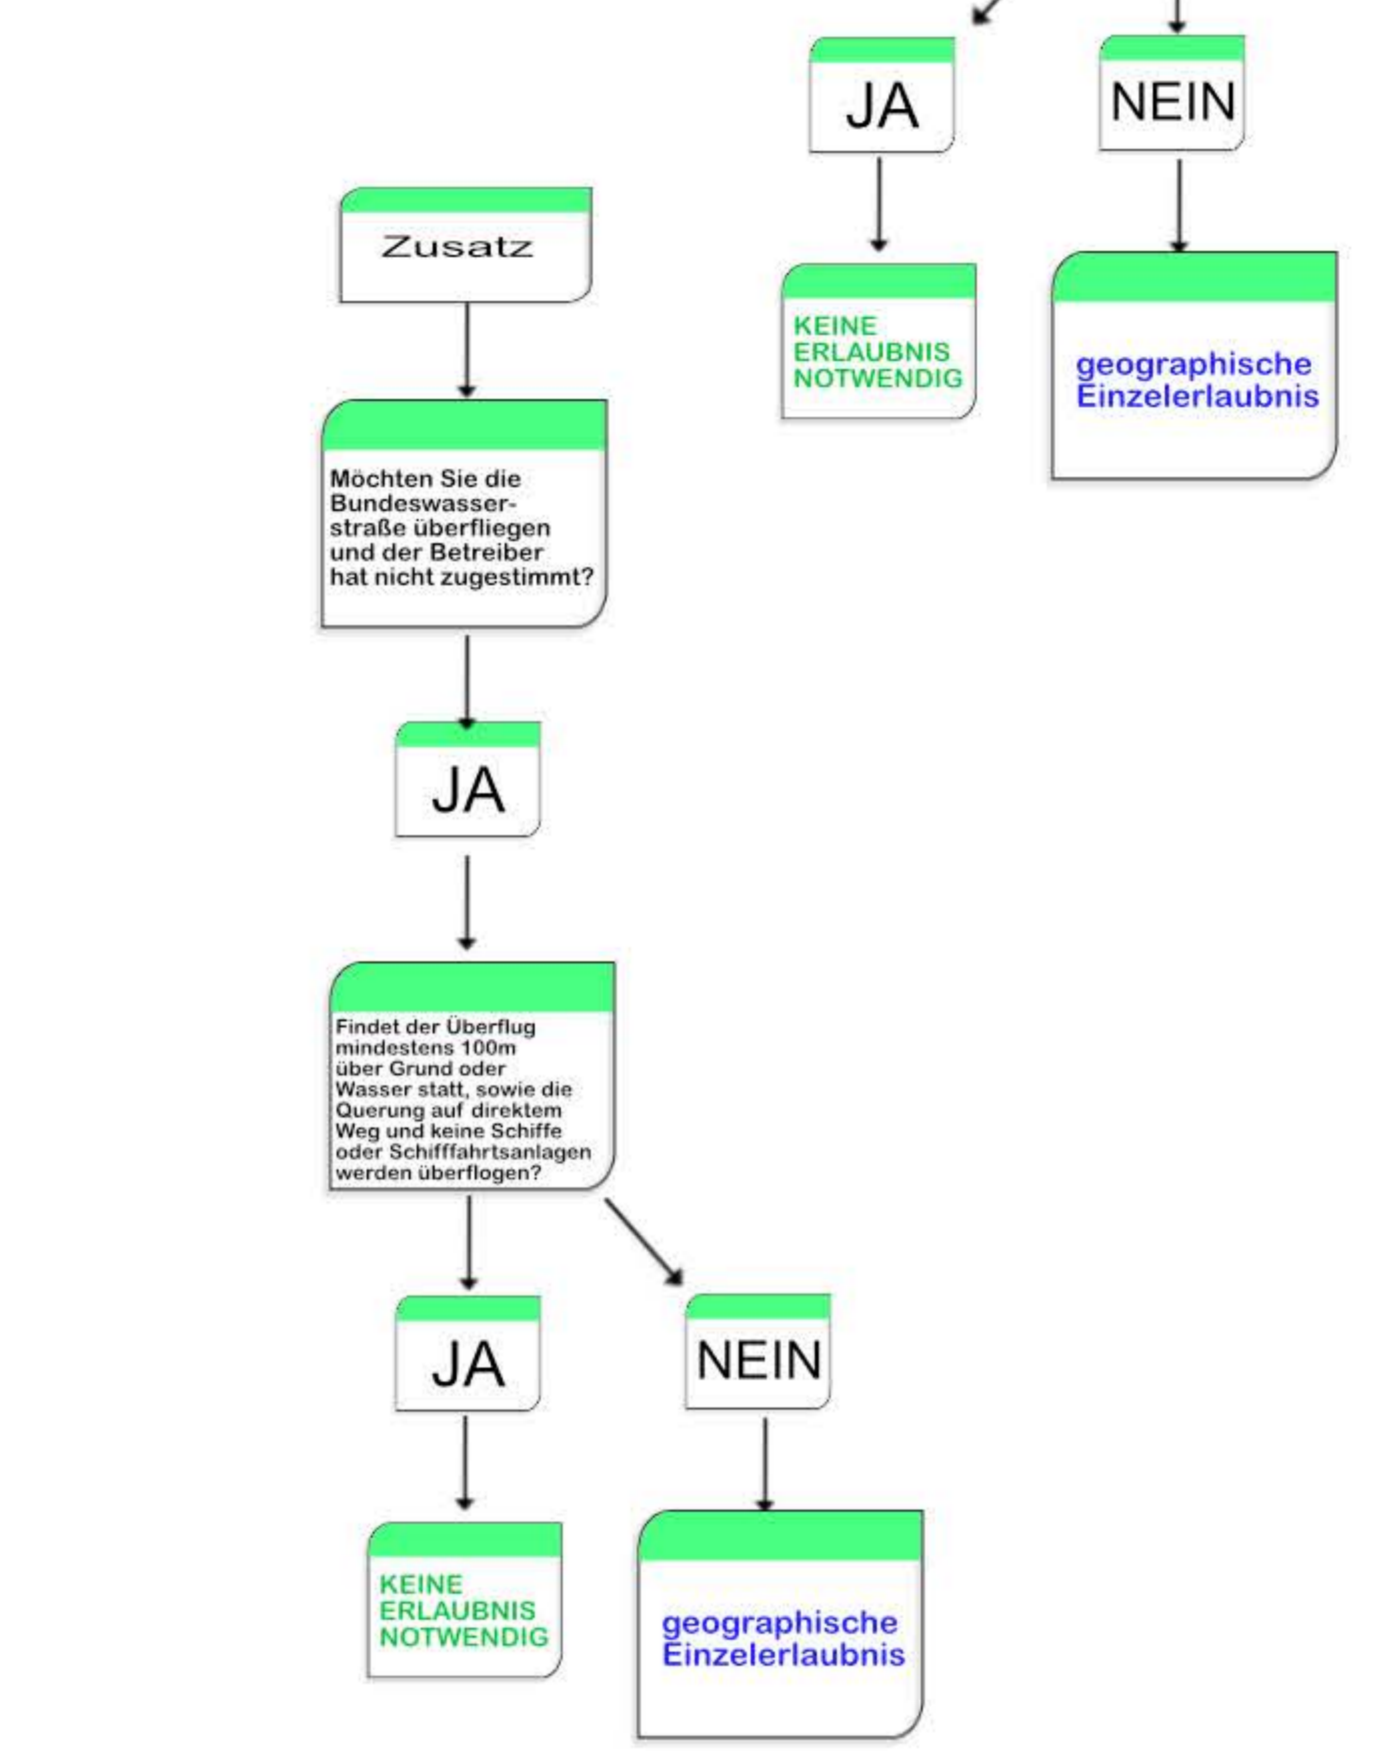 JA
NEIN
KEINE
ERLAUBNIS
NOTWENDIG
geographische
Einzelerlaubnis
Zusatz
Möchten Sie die
Bundeswasser-
straße überfliegen
und der Betreiber
hat nicht zugestimmt?
JA
Findet der Überflug
mindestens 100m
über Grund oder
Wasser statt, sowie die
Querung auf direktem
Weg und keine Schiffe
oder Schifffahrtsanlagen
werden überflogen?
JA
NEIN
KEINE
ERLAUBNIS
NOTWENDIG
geographische
Einzelerlaubnis